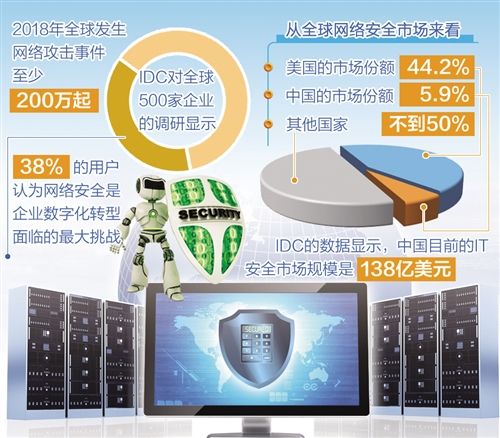 2018年全球发生
网络攻击事件
至少
200万起
IDC对全球
500家企业
的调研显示
38% 的用户
认为网络安全是
企业数字化转型
面临的最大挑战
从全球网络安全市场来看
美国的市场份额 44.2%
中国的市场份额 5.9%
其他国家 不到50%
IDC的数据显示，中国目前的IT
安全市场规模是 138亿美元
SECURITY
SECURITY